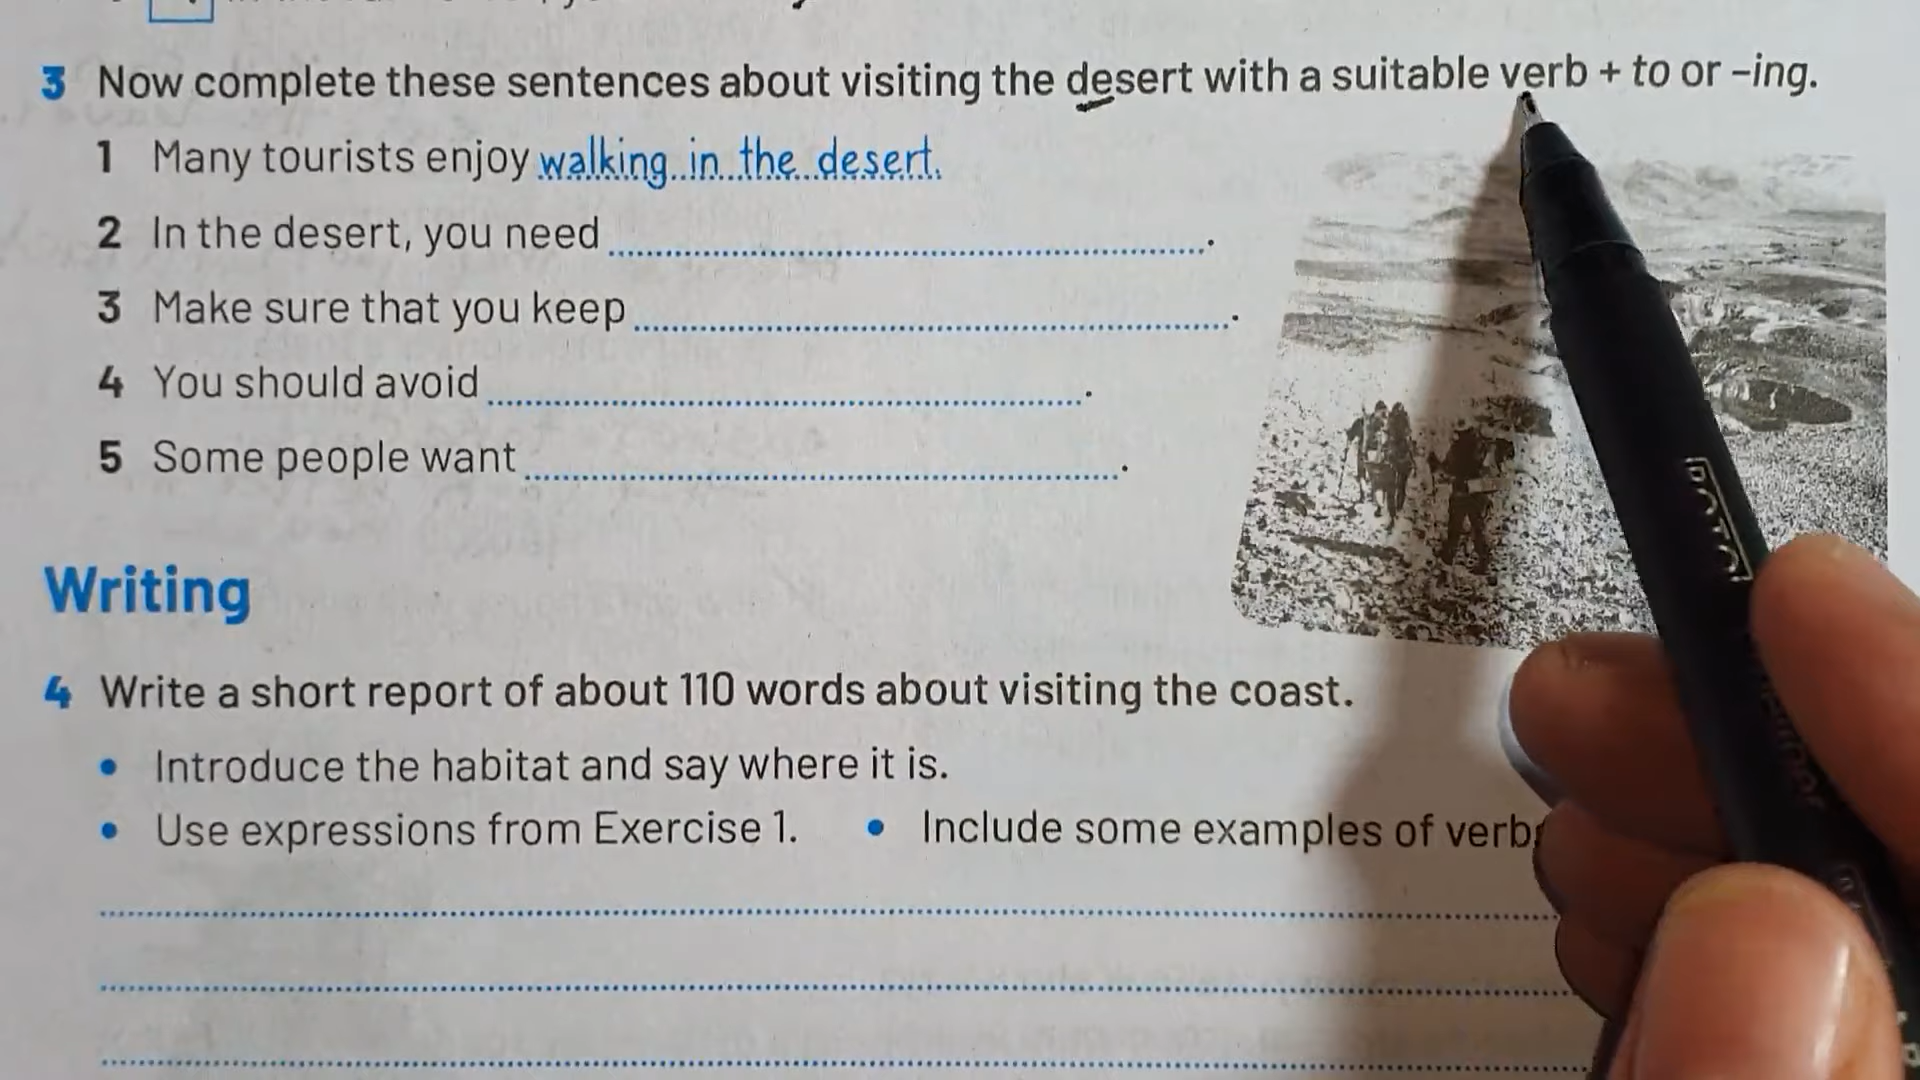 3 Now complete these sentences about visiting the desert with a suitable verb + to or –ing.
1 Many tourists enjoy walking in the desert.
2 In the desert, you need .
3 Make sure that you keep .
4 You should avoid .
5 Some people want .
Writing
4 Write a short report of about 110 words about visiting the coast.
• Introduce the habitat and say where it is.
• Use expressions from Exercise 1. • Include some examples of verbs